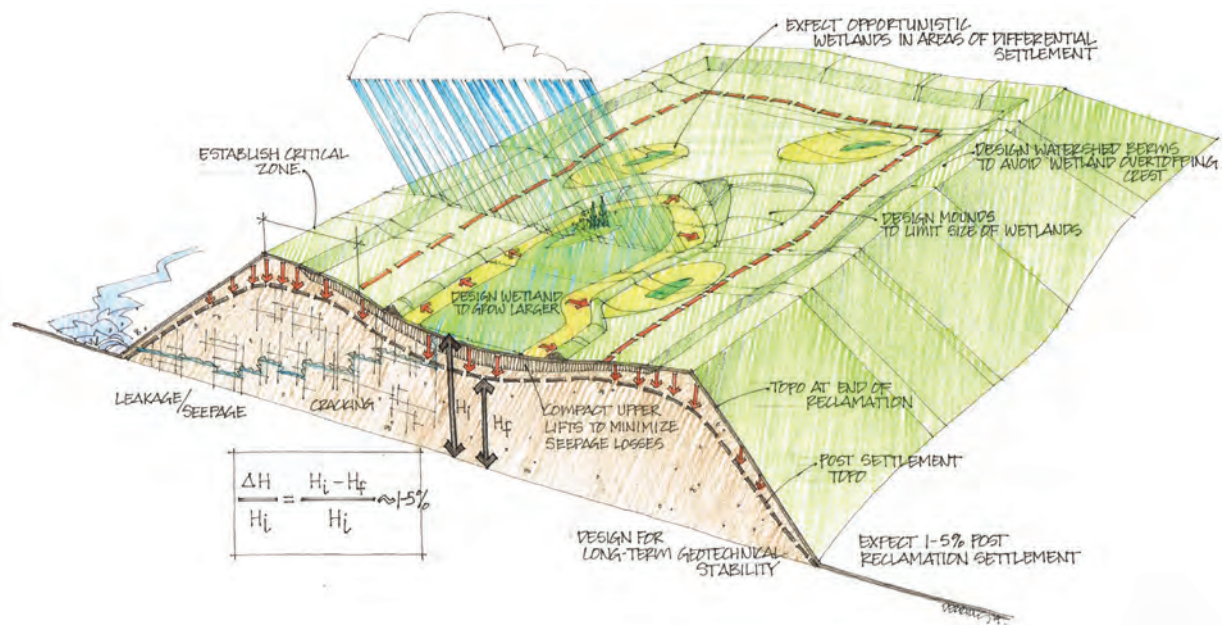 EXPECT OPPORTUNISTIC
WETLANDS IN AREAS OF DIFFERENTIAL
SETTLEMENT
ESTABLISH CRITICAL
ZONE
DESIGN WATERSHED BERMS
TO AVOID WETLAND OVERTOPPING
CREST
DESIGN MOUNDS
TO LIMIT SIZE OF WETLANDS
DESIGN WETLAND
TO GROW LARGER
LEAKAGE/
SEEPAGE
CRACKING
Hi
Hf
COMPACT UPPER
LIFTS TO MINIMIZE
SEEPAGE LOSSES
TOPO AT END OF
RECLAMATION
POST SETTLEMENT
TOPO
ΔH/Hi = Hi - Hf/Hi ≈ 1-5%
DESIGN FOR
LONG-TERM GEOTECHNICAL
STABILITY
EXPECT 1-5% POST
RECLAMATION SETTLEMENT